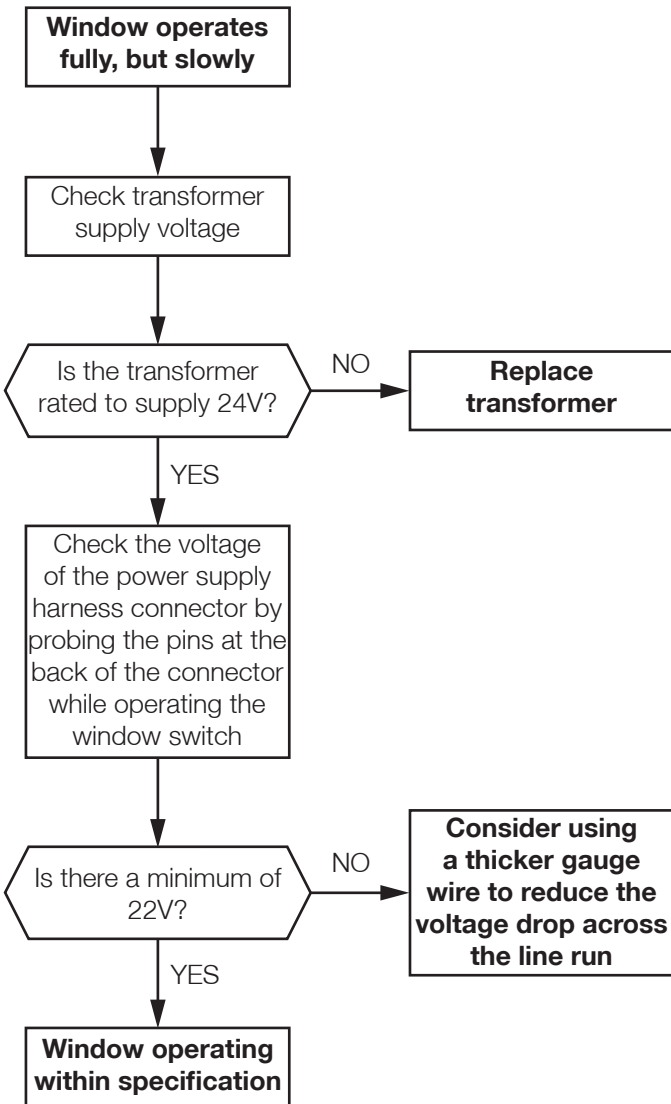 Window operates
fully, but slowly
Check transformer
supply voltage
Is the transformer
rated to supply 24V?
NO
Replace
transformer
YES
Check the voltage
of the power supply
harness connector by
probing the pins at the
back of the connector
while operating the
window switch
Is there a minimum of
22V?
NO
Consider using
a thicker gauge
wire to reduce the
voltage drop across
the line run
YES
Window operating
within specification